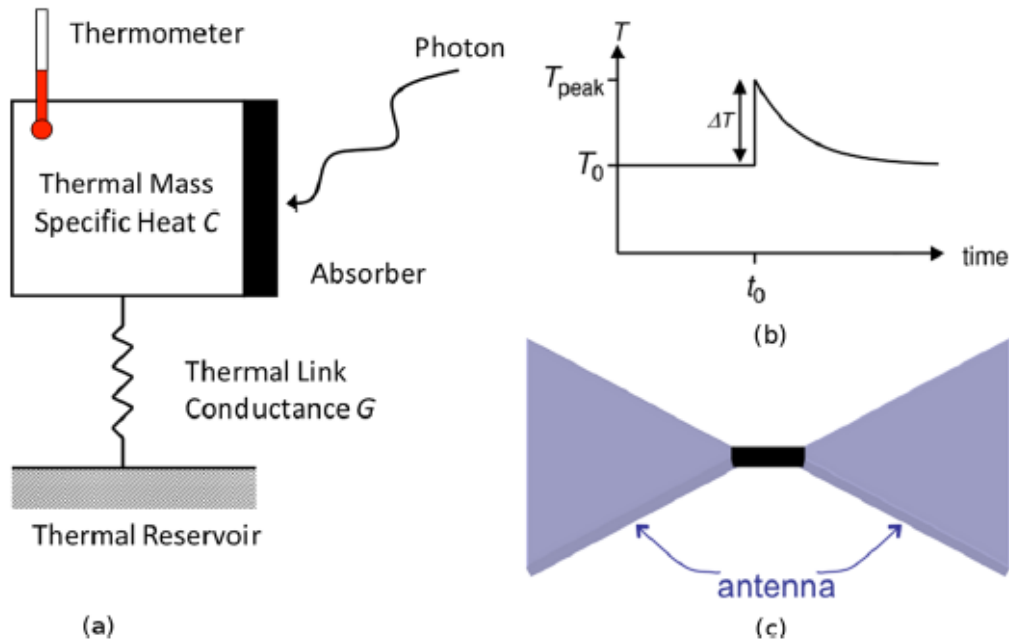 Thermometer
Photon
Thermal Mass
Specific Heat C
Absorber
Thermal Link
Conductance G
Thermal Reservoir
(a)
T
Tpeak
ΔT
T0
time
t0
(b)
antenna
(c)